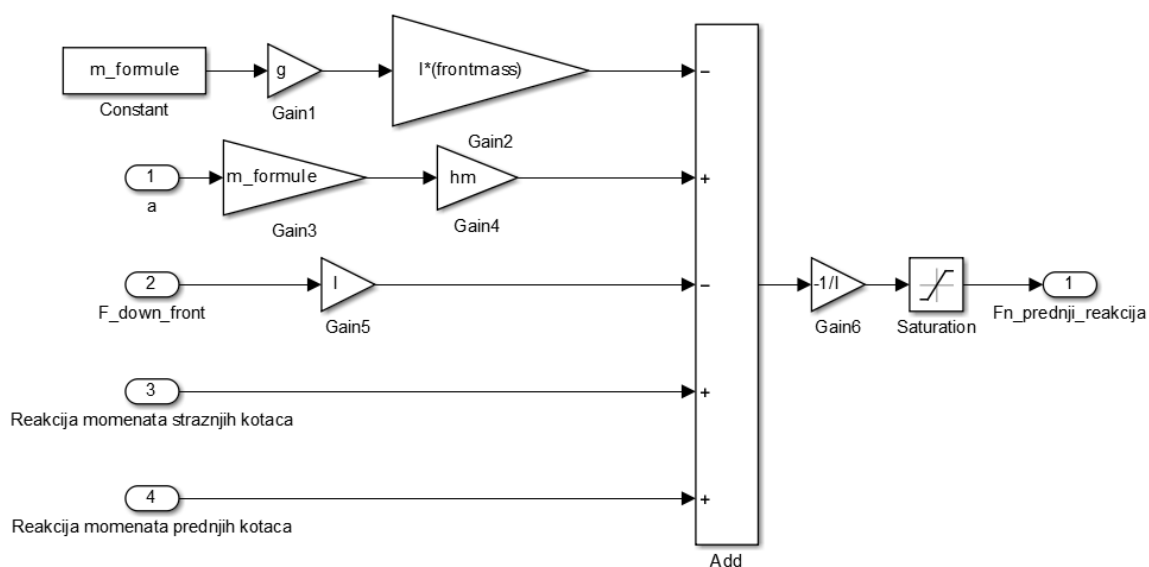 m_formule
Constant
g
Gain1
l*(frontmass)
Gain2
−
1
a
m_formule
Gain3
hm
Gain4
+
2
F_down_front
l
Gain5
−
-1/l
Gain6
Saturation
1
Fn_prednji_reakcija
3
Reakcija momenata straznjih kotaca
+
4
Reakcija momenata prednjih kotaca
+
Add